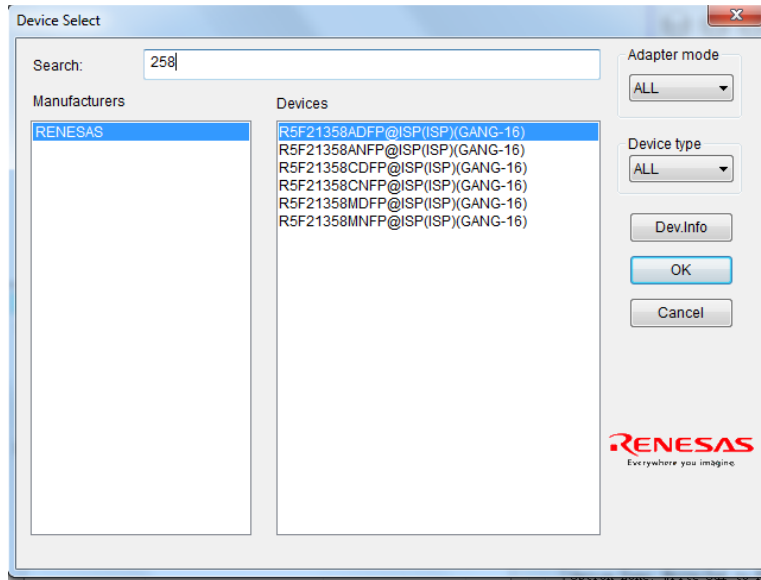 Device Select
Search:
258
Adapter mode
ALL
Manufacturers
Devices
RENESAS
R5F21358ADFP@ISP(ISP)(GANG-16)
R5F21358ANFP@ISP(ISP)(GANG-16)
R5F21358CDFP@ISP(ISP)(GANG-16)
R5F21358CNFP@ISP(ISP)(GANG-16)
R5F21358MDFP@ISP(ISP)(GANG-16)
R5F21358MNFP@ISP(ISP)(GANG-16)
Device type
ALL
Dev.Info
OK
Cancel
RENESAS
Everywhere you imagine.